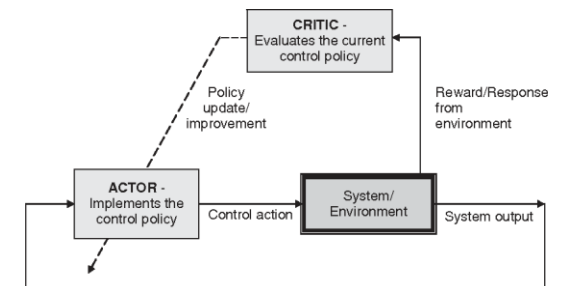 CRITIC -
Evaluates the current
control policy
Policy
update/
improvement
Reward/Response
from
environment
ACTOR -
Implements the
control policy
Control action
System/
Environment
System output